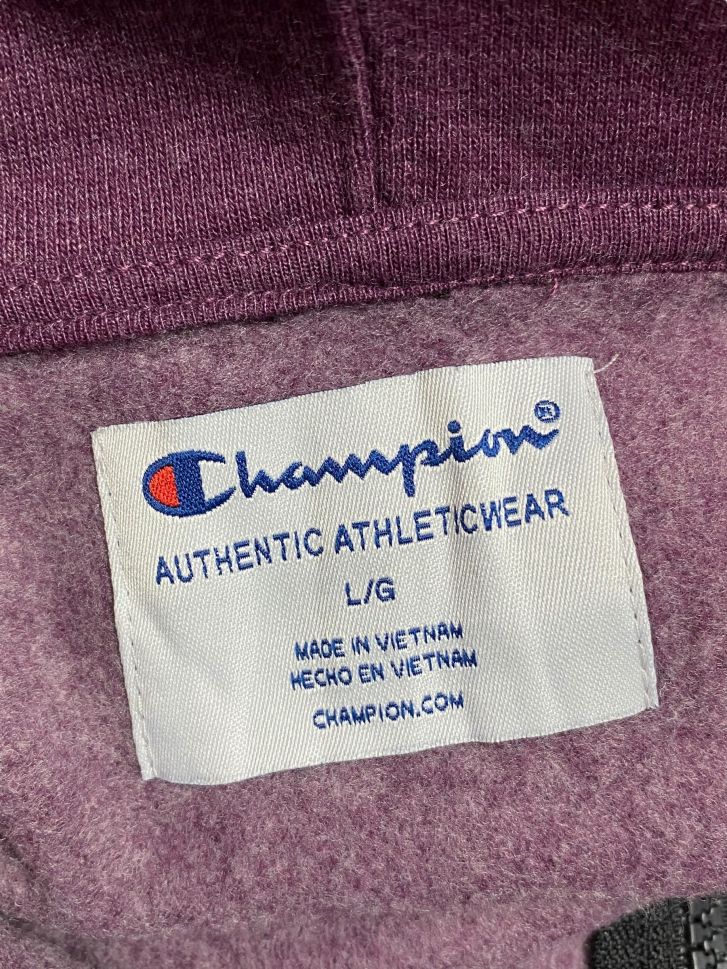 Champion®
AUTHENTIC ATHLETICWEAR
L/G
MADE IN VIETNAM
HECHO EN VIETNAM
CHAMPION.COM